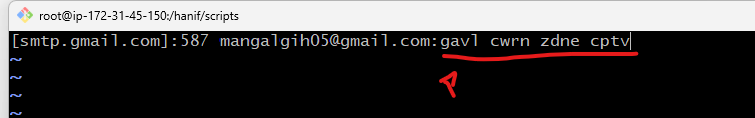 root@ip-172-31-45-150:/hanif/scripts
[smtp.gmail.com]:587 mangalgih05@gmail.com:gavl cwrn zdne cptv
~
~
~
~